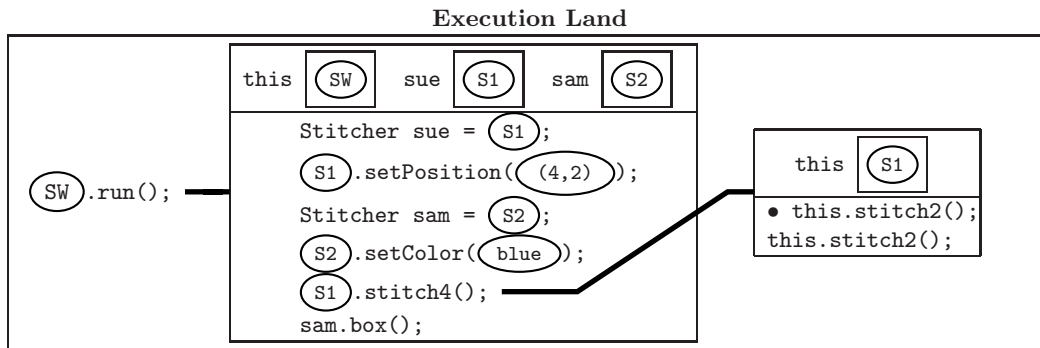 Execution Land
this SW sue S1 sam S2
Stitcher sue = S1;
S1.setPosition((4,2));
SW.run();
Stitcher sam = S2;
S2.setColor(blue);
S1.stitch4();
sam.box();
this S1
• this.stitch2();
this.stitch2();